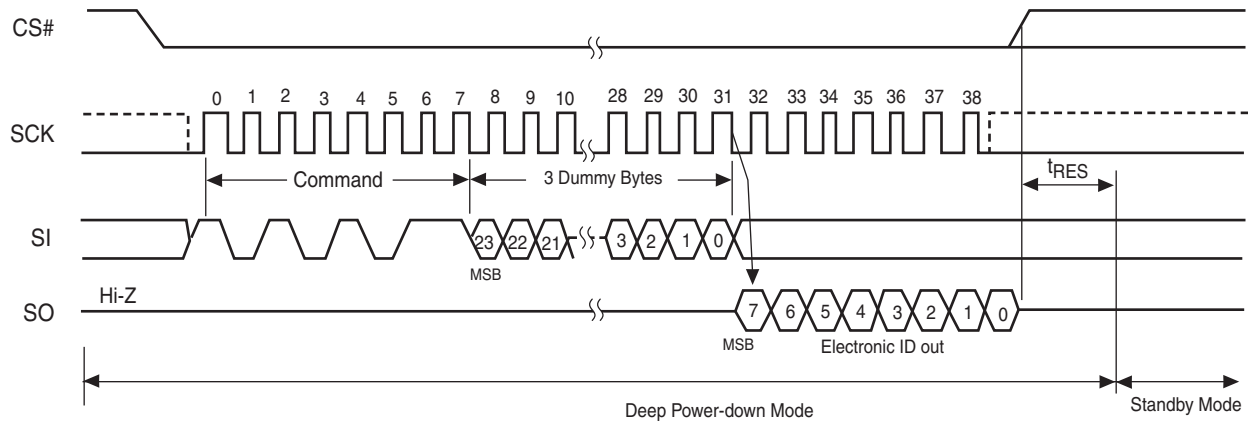 CS#
0 1 2 3 4 5 6 7 8 9 10 28 29 30 31 32 33 34 35 36 37 38
SCK
Command
3 Dummy Bytes
tRES
SI
23 22 21 3 2 1 0
MSB
Hi-Z
SO
7 6 5 4 3 2 1 0
MSB
Electronic ID out
Deep Power-down Mode
Standby Mode